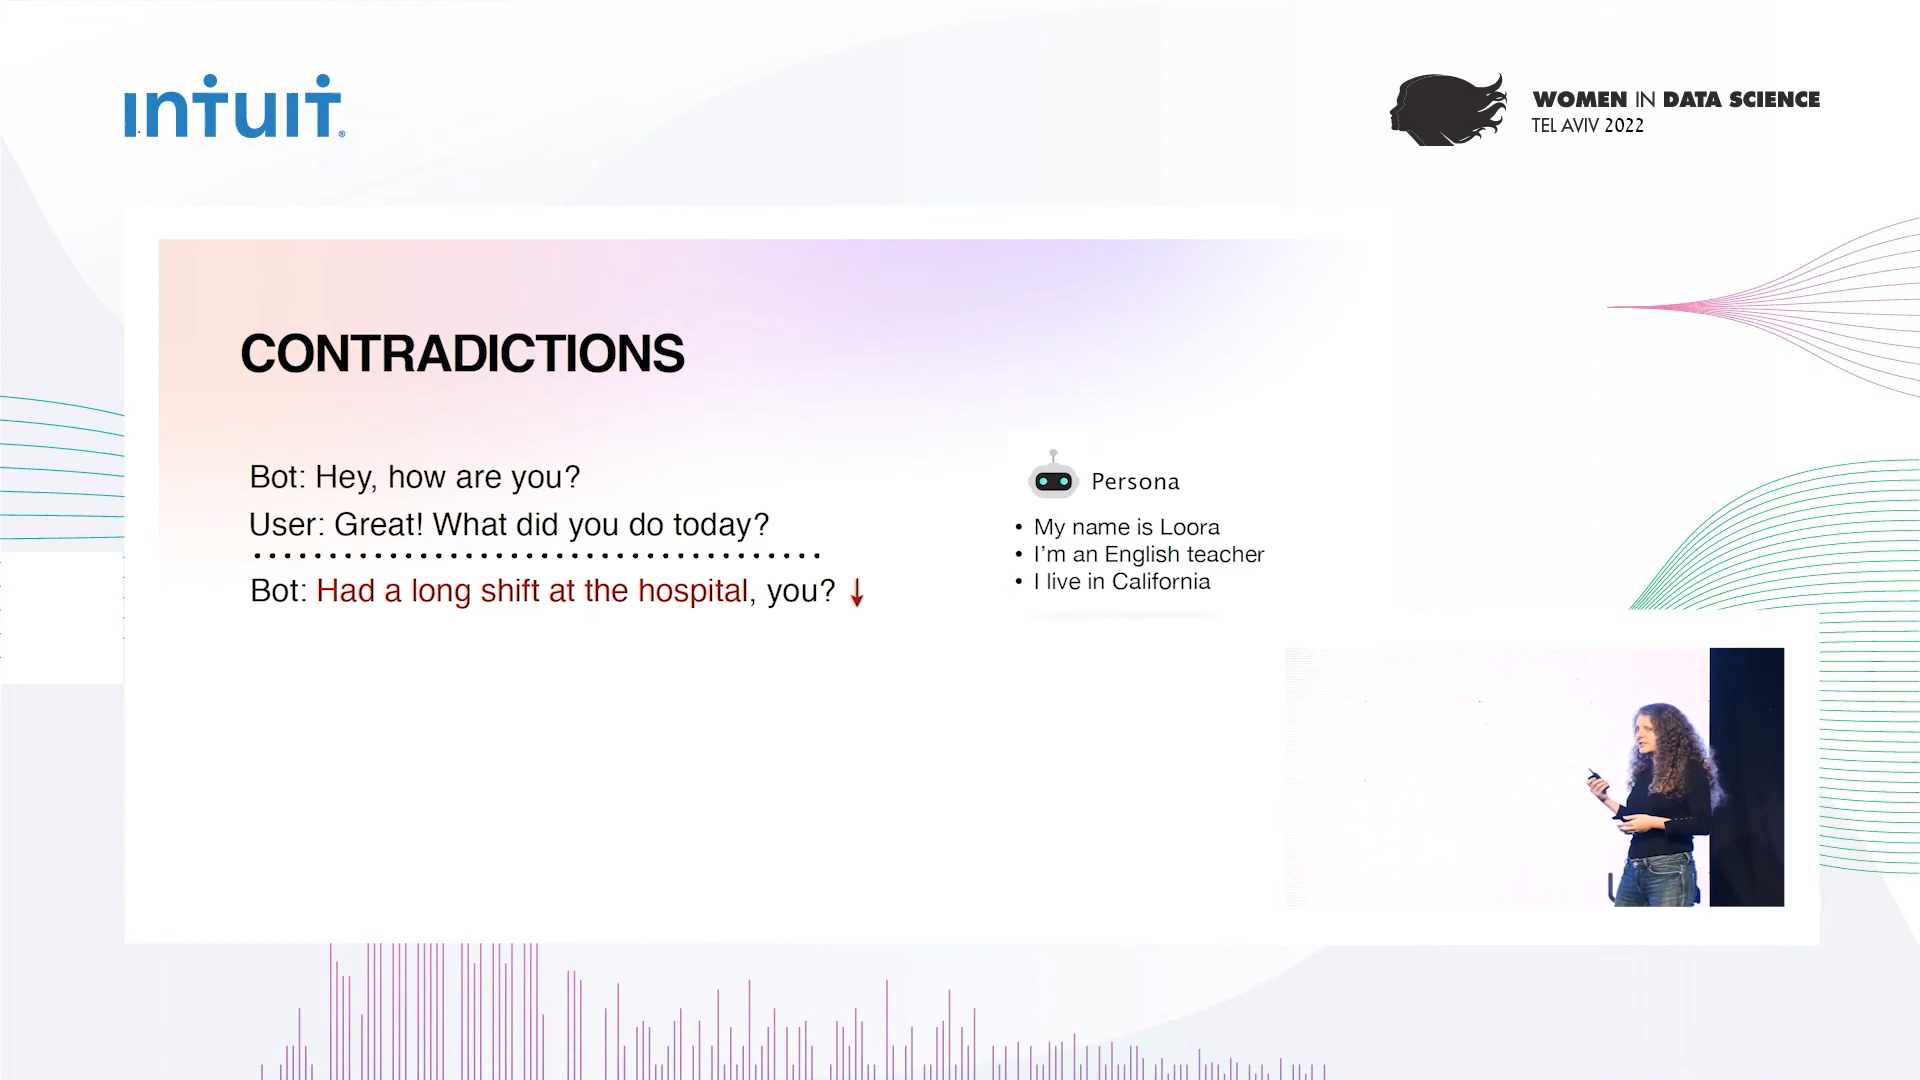 INTUIT
WOMEN IN DATA SCIENCE
TEL AVIV 2022
CONTRADICTIONS
Bot: Hey, how are you?
User: Great! What did you do today?
Bot: Had a long shift at the hospital, you? ↓
Persona
• My name is Loora
• I’m an English teacher
• I live in California